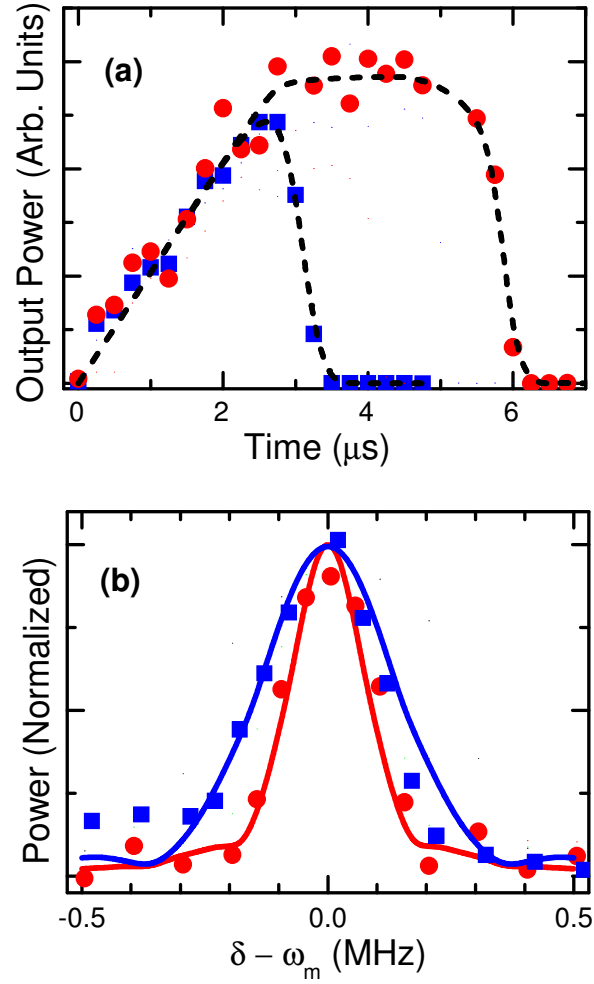 (a)
Output Power (Arb. Units)
0 2 4 6
Time (μs)
(b)
Power (Normalized)
-0.5 0.0 0.5
δ − ω_m (MHz)